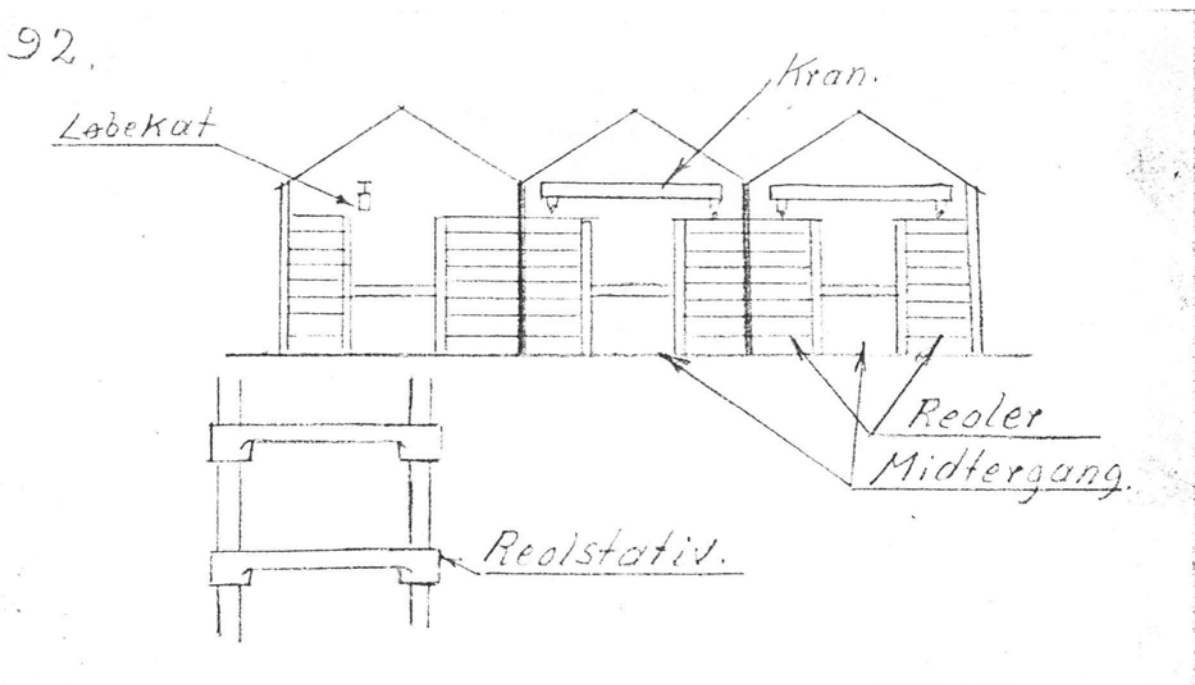 92.
Kran.
Løbekat
Reoler
Midtergang.
Reolstativ.